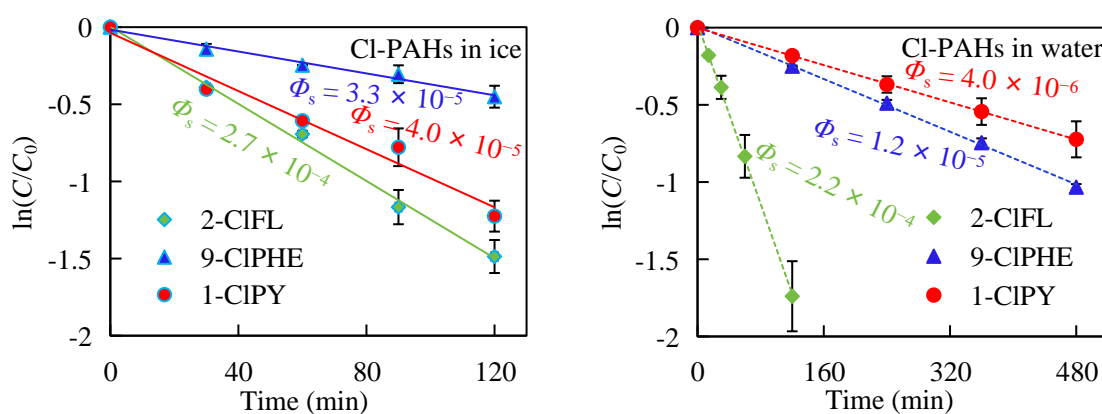 Cl-PAHs in ice
0
-0.5
-1
-1.5
-2
ln(C/C₀)
Φₛ = 3.3 × 10⁻⁵
Φₛ = 4.0 × 10⁻⁵
Φₛ = 2.7 × 10⁻⁴
2-ClFL
9-ClPHE
1-ClPY
0 40 80 120
Time (min)
Cl-PAHs in water
0
-0.5
-1
-1.5
-2
ln(C/C₀)
Φₛ = 4.0 × 10⁻⁶
Φₛ = 1.2 × 10⁻⁵
Φₛ = 2.2 × 10⁻⁴
2-ClFL
9-ClPHE
1-ClPY
0 160 320 480
Time (min)